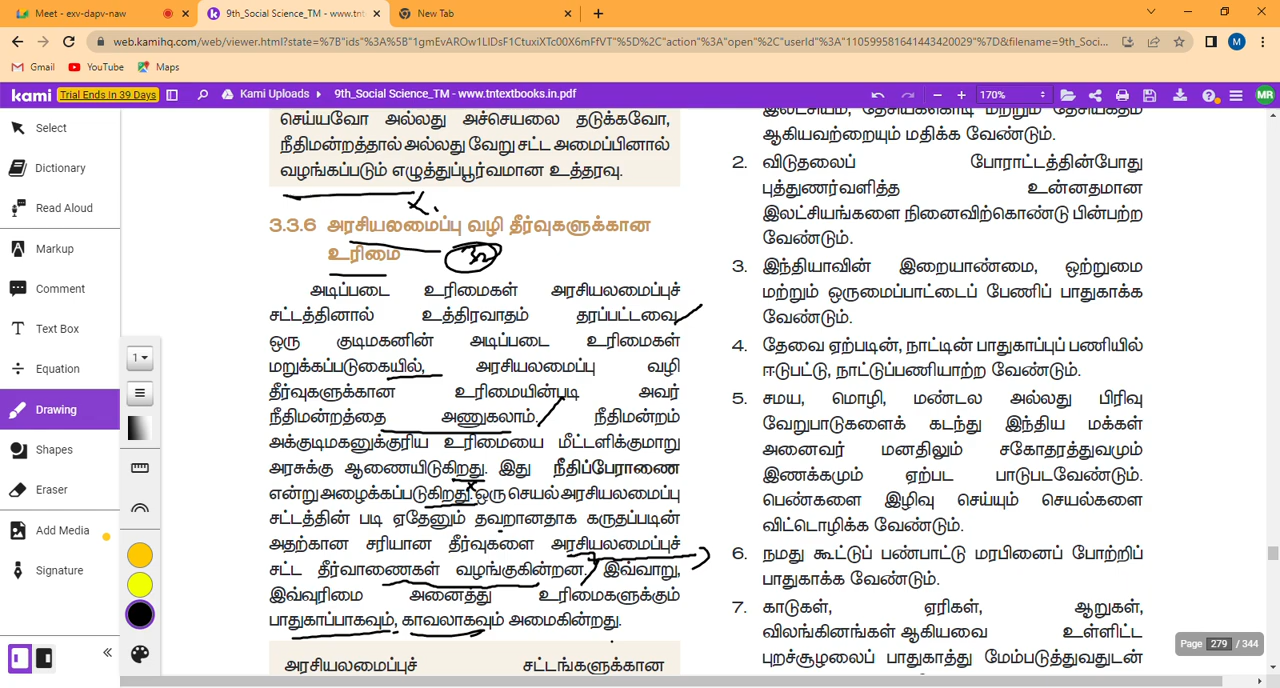 Meet - exv-dapv-naw
9th_Social Science_TM - www.tnt
New Tab
web.kamihq.com/web/viewer.html?state=%7B"ids"%3A%5B"1gmEvAROw1LIDsF1CtuxiXTc00X6mFfVT"%5D%2C"action"%3A"open"%2C"userId"%3A"110599581641443420029"%7D&filename=9th_Soci...
M
Gmail
YouTube
Maps
kami
Trial Ends In 39 Days
Kami Uploads
9th_Social Science_TM - www.tntextbooks.in.pdf
170%
MR
Select
Dictionary
Read Aloud
Markup
Comment
Text Box
Equation
Drawing
Shapes
Eraser
Add Media
Signature
1
செய்யவோ அல்லது அச்செயலை தடுக்கவோ,
நீதிமன்றத்தால் அல்லது வேறு சட்ட அமைப்பினால்
வழங்கப்படும் எழுத்துப்பூர்வமான உத்தரவு.
3.3.6 அரசியலமைப்பு வழி தீர்வுகளுக்கான
உரிமை
32
அடிப்படை உரிமைகள் அரசியலமைப்புச்
சட்டத்தினால் உத்திரவாதம் தரப்பட்டவை.
ஒரு குடிமகனின் அடிப்படை உரிமைகள்
மறுக்கப்படுகையில், அரசியலமைப்பு வழி
தீர்வுகளுக்கான உரிமையின்படி அவர்
நீதிமன்றத்தை அணுகலாம். நீதிமன்றம்
அக்குடிமகனுக்குரிய உரிமையை மீட்டளிக்குமாறு
அரசுக்கு ஆணையிடுகிறது. இது நீதிப்பேராணை
என்று அழைக்கப்படுகிறது. ஒரு செயல் அரசியலமைப்பு
சட்டத்தின் படி ஏதேனும் தவறானதாக கருதப்படின்
அதற்கான சரியான தீர்வுகளை அரசியலமைப்புச்
சட்ட தீர்வாணைகள் வழங்குகின்றன. இவ்வாறு,
இவ்வுரிமை அனைத்து உரிமைகளுக்கும்
பாதுகாப்பாகவும், காவலாகவும் அமைகின்றது.
அரசியலமைப்புச் சட்டங்களுக்கான
இலட்சியம், தேசியக்கொடி மற்றும் தேசியகீதம்
ஆகியவற்றையும் மதிக்க வேண்டும்.
2. விடுதலைப் போராட்டத்தின்போது
புத்துணர்வளித்த உன்னதமான
இலட்சியங்களை நினைவிற்கொண்டு பின்பற்ற
வேண்டும்.
3. இந்தியாவின் இறையாண்மை, ஒற்றுமை
மற்றும் ஒருமைப்பாட்டைப் பேணிப் பாதுகாக்க
வேண்டும்.
4. தேவை ஏற்படின், நாட்டின் பாதுகாப்புப் பணியில்
ஈடுபட்டு, நாட்டுப்பணியாற்ற வேண்டும்.
5. சமய, மொழி, மண்டல அல்லது பிரிவு
வேறுபாடுகளைக் கடந்து இந்திய மக்கள்
அனைவர் மனதிலும் சகோதரத்துவமும்
இணக்கமும் ஏற்பட பாடுபடவேண்டும்.
பெண்களை இழிவு செய்யும் செயல்களை
விட்டொழிக்க வேண்டும்.
6. நமது கூட்டுப் பண்பாட்டு மரபினைப் போற்றிப்
பாதுகாக்க வேண்டும்.
7. காடுகள், ஏரிகள், ஆறுகள்,
விலங்கினங்கள் ஆகியவை உள்ளிட்ட
புறச்சூழலைப் பாதுகாத்து மேம்படுத்துவதுடன்
Page 279 / 344